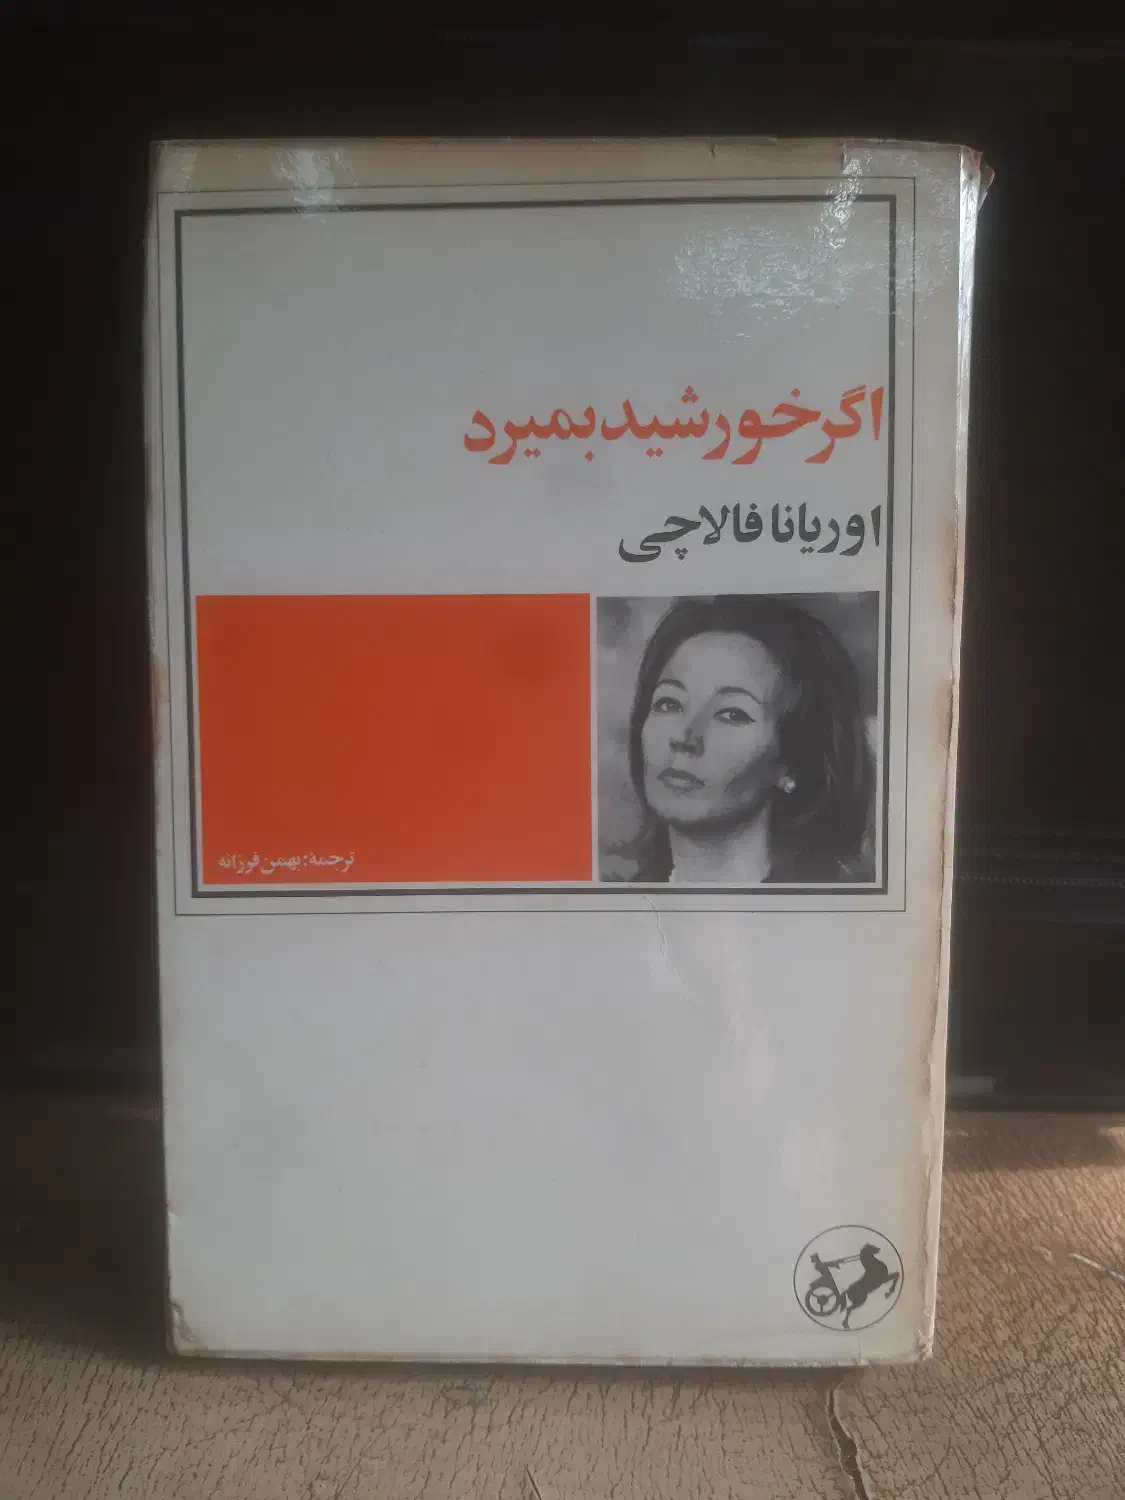 اگر خورشید بمیرد
اوریانا فالاچی
ترجمهٔ: بهمن فرزانه